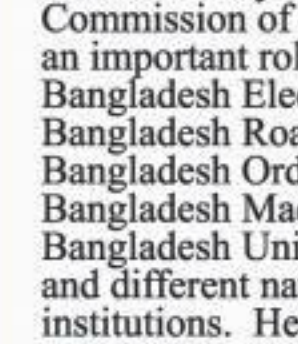 Commission of
an important rol
Bangladesh Ele
Bangladesh Roa
Bangladesh Ord
Bangladesh Ma
Bangladesh Uni
and different na
institutions. He